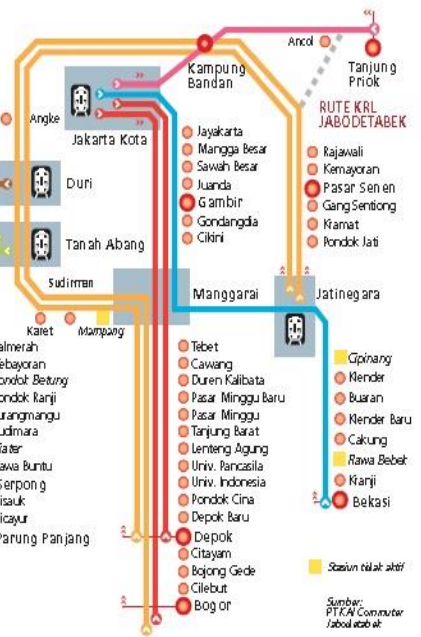 Ancol
Tanjung
Priok
Kampung
Bandan
RUTE KRL
JABODETABEK
Angke
Jakarta Kota
Jayakarta
Mangga Besar
Sawah Besar
Juanda
Gambir
Gondangdia
Cikini
Rajawali
Kemayoran
Pasar Senen
Gang Sentiong
Kramat
Pondok Jati
Duri
Tanah Abang
Sudirman
Manggarai
Jatinegara
Karet
Mampang
almerah
ebayoran
ondok Betung
ondok Ranji
urangmangu
udimara
iater
awa Buntu
Serpong
isauk
icayur
Parung Panjang
Tebet
Cawang
Duren Kalibata
Pasar Minggu Baru
Pasar Minggu
Tanjung Barat
Lenteng Agung
Univ. Pancasila
Univ. Indonesia
Pondok Cina
Depok Baru
Depok
Citayam
Bojong Gede
Cilebut
Bogor
Cipinang
Klender
Buaran
Klender Baru
Cakung
Rawa Bebek
Kranji
Bekasi
Stasiun tidak aktif
Sumber:
PT KAI Commuter
Jabodetabek